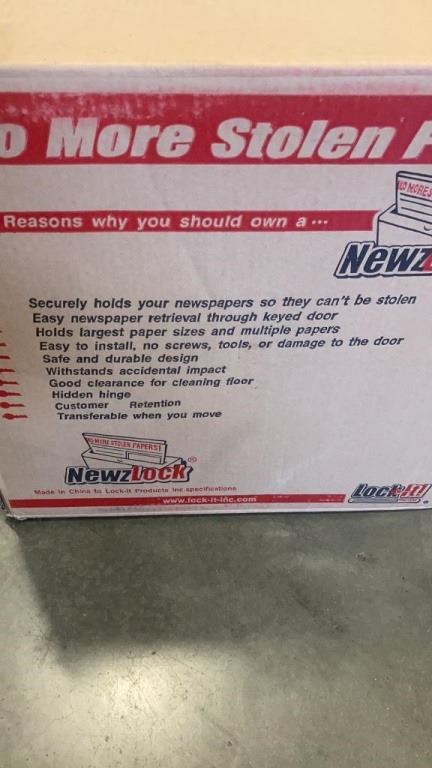 o More Stolen P
Reasons why you should own a ...
NO MORE S
Newz
Securely holds your newspapers so they can't be stolen
Easy newspaper retrieval through keyed door
Holds largest paper sizes and multiple papers
Easy to install, no screws, tools, or damage to the door
Safe and durable design
Withstands accidental impact
Good clearance for cleaning floor
Hidden hinge
Customer Retention
Transferable when you move
NO MORE STOLEN PAPERS!
NewzLock®
Made in China to Lock-It Products Inc specifications
www.lock-it-inc.com
Lock-It!